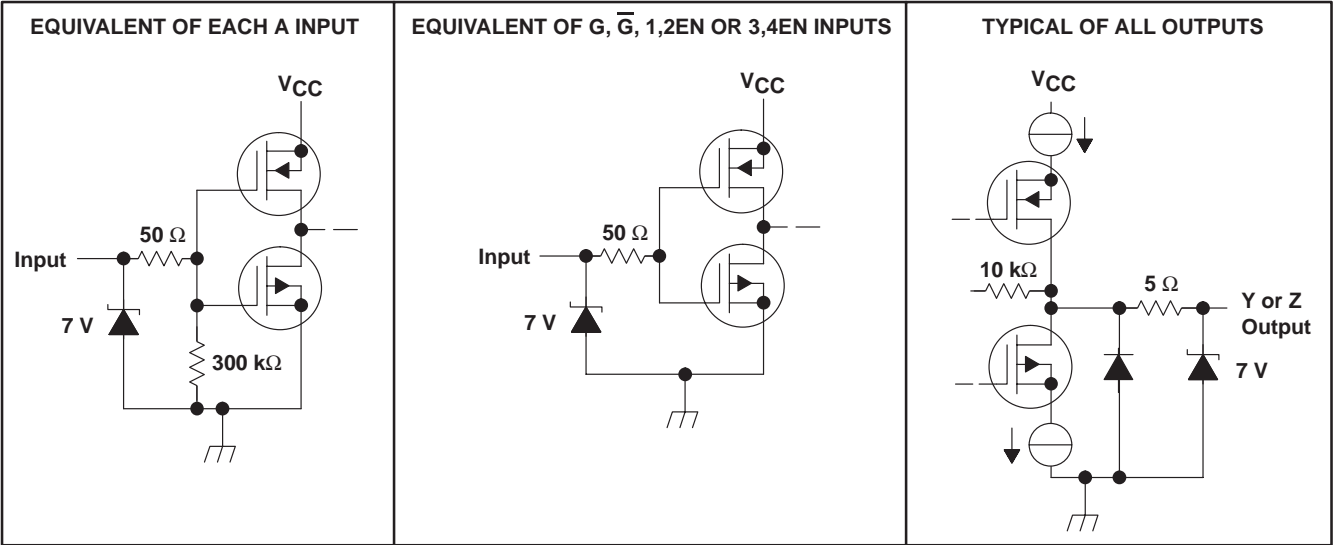 EQUIVALENT OF EACH A INPUT
VCC
50 Ω
Input
7 V
300 kΩ
EQUIVALENT OF G, G̅, 1,2EN OR 3,4EN INPUTS
VCC
50 Ω
Input
7 V
TYPICAL OF ALL OUTPUTS
VCC
10 kΩ
5 Ω
Y or Z
Output
7 V